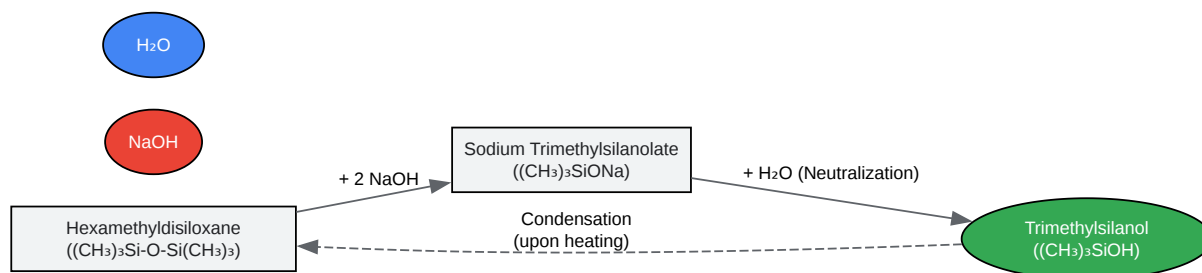 H₂O
NaOH
Sodium Trimethylsilanolate
((CH₃)₃SiONa)
+ 2 NaOH
+ H₂O (Neutralization)
Hexamethyldisiloxane
((CH₃)₃Si-O-Si(CH₃)₃)
Condensation
(upon heating)
Trimethylsilanol
((CH₃)₃SiOH)